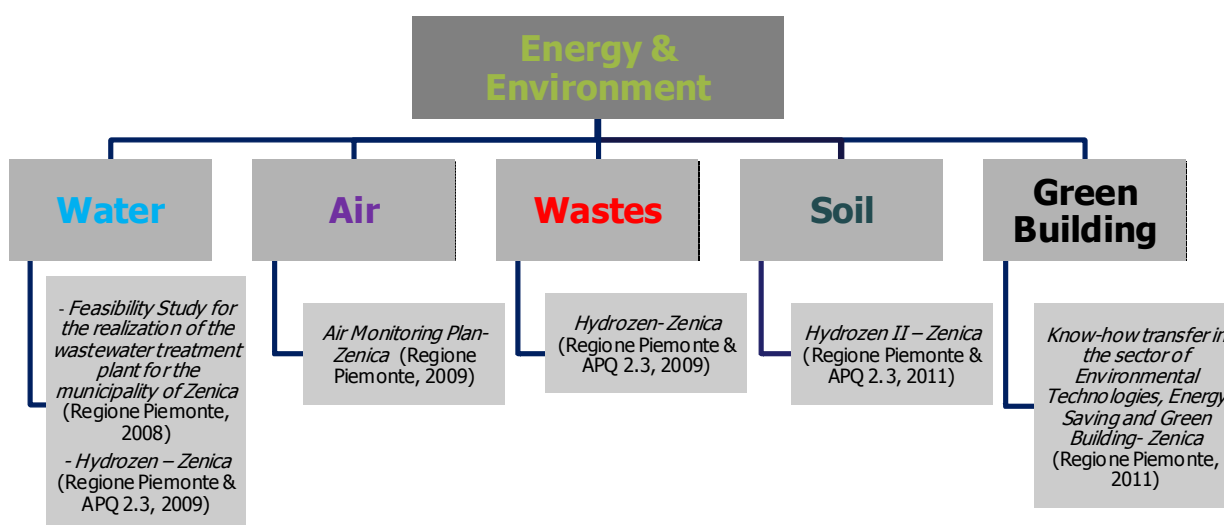 Energy &
Environment
Water
Air
Wastes
Soil
Green
Building
- Feasibility Study for
the realization of the
wastewater treatment
plant for the
municipality of Zenica
(Regione Piemonte,
2008)
- Hydrozen – Zenica
(Regione Piemonte &
APQ 2.3, 2009)
Air Monitoring Plan-
Zenica (Regione
Piemonte, 2009)
Hydrozen- Zenica
(Regione Piemonte &
APQ 2.3, 2009)
Hydrozen II – Zenica
(Regione Piemonte &
APQ 2.3, 2011)
Know-how transfer in
the sector of
Environmental
Technologies, Energy
Saving and Green
Building- Zenica
(Regione Piemonte,
2011)